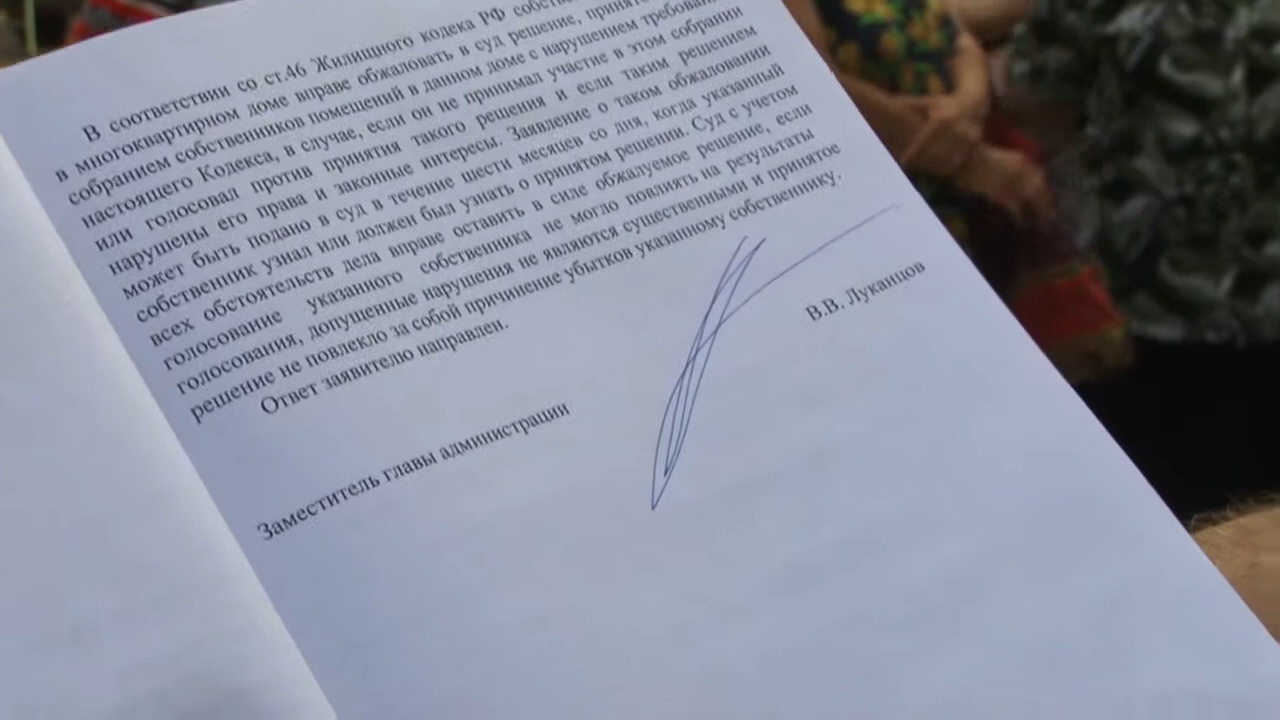 В соответствии со ст.46 Жилищного кодекса РФ
в многоквартирном доме вправе обжаловать в суд решение,
собранием собственников помещений в данном доме с нарушением
настоящего Кодекса, в случае, если он не принимал участие в этом собрании
или голосовал против принятия такого решения и если таким решением
нарушены его права и законные интересы. Заявление о таком обжаловании
может быть подано в суд в течение шести месяцев со дня, когда указанный
собственник узнал или должен был узнать о принятом решении. Суд с учетом
всех обстоятельств дела вправе оставить в силе обжалуемое решение, если
голосование указанного собственника не могло повлиять на результаты
голосования, допущенные нарушения не являются существенными и принятое
решение не повлекло за собой причинение убытков указанному собственнику.
Ответ заявителю направлен.
Заместитель главы администрации
В.В. Луканцов